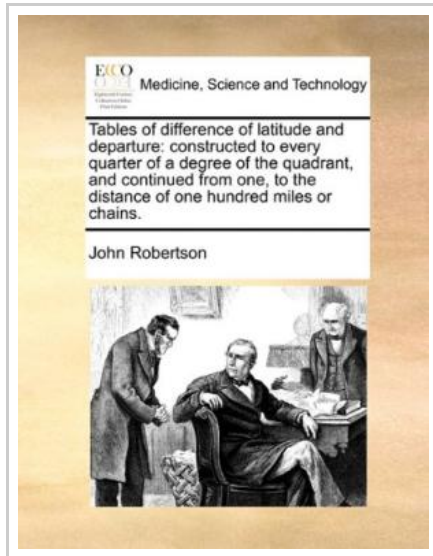 ECCO
Medicine, Science and Technology
Tables of difference of latitude and
departure: constructed to every
quarter of a degree of the quadrant,
and continued from one, to the
distance of one hundred miles or
chains.
John Robertson